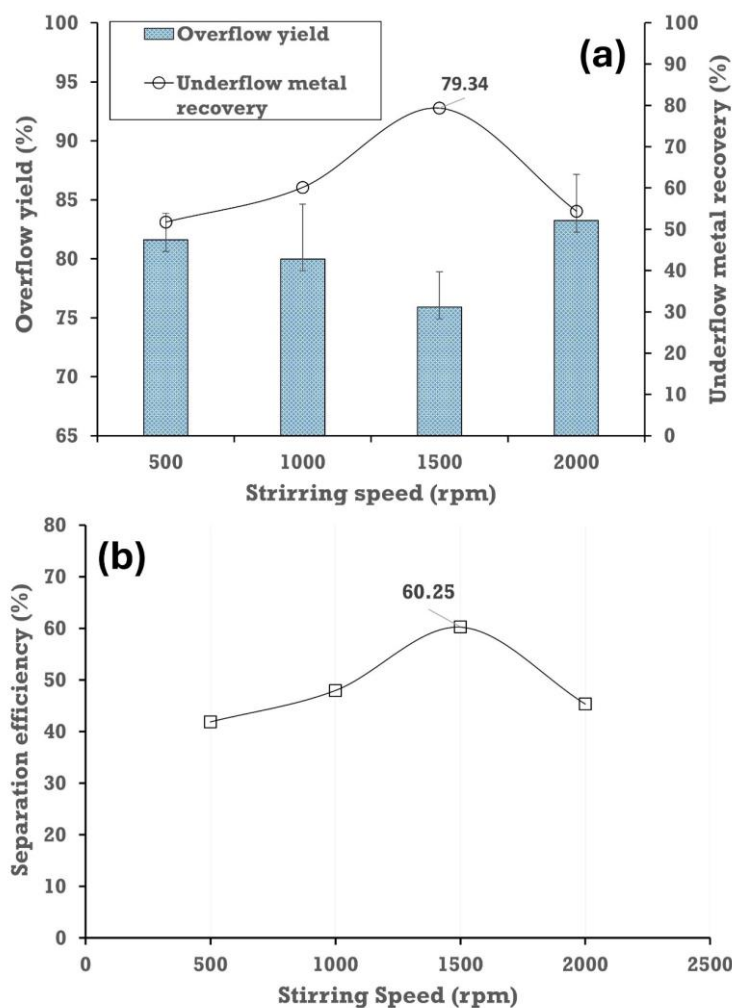 (a)
Overflow yield
Underflow metal
recovery
79.34
Overflow yield (%)
100
95
90
85
80
75
70
65
Underflow metal recovery (%)
100
90
80
70
60
50
40
30
20
10
0
500 1000 1500 2000
Strirring speed (rpm)
(b)
60.25
Separation efficiency (%)
80
70
60
50
40
30
20
10
0
0 500 1000 1500 2000 2500
Stirring Speed (rpm)